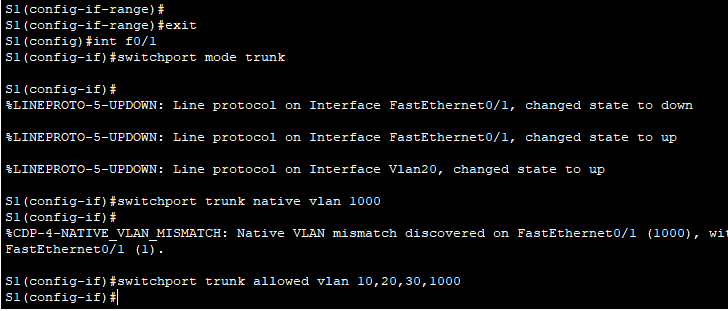 S1(config-if-range)#
S1(config-if-range)#exit
S1(config)#int f0/1
S1(config-if)#switchport mode trunk
S1(config-if)#
%LINEPROTO-5-UPDOWN: Line protocol on Interface FastEthernet0/1, changed state to down
%LINEPROTO-5-UPDOWN: Line protocol on Interface FastEthernet0/1, changed state to up
%LINEPROTO-5-UPDOWN: Line protocol on Interface Vlan20, changed state to up
S1(config-if)#switchport trunk native vlan 1000
S1(config-if)#
%CDP-4-NATIVE_VLAN_MISMATCH: Native VLAN mismatch discovered on FastEthernet0/1 (1000), wit
FastEthernet0/1 (1).
S1(config-if)#switchport trunk allowed vlan 10,20,30,1000
S1(config-if)#